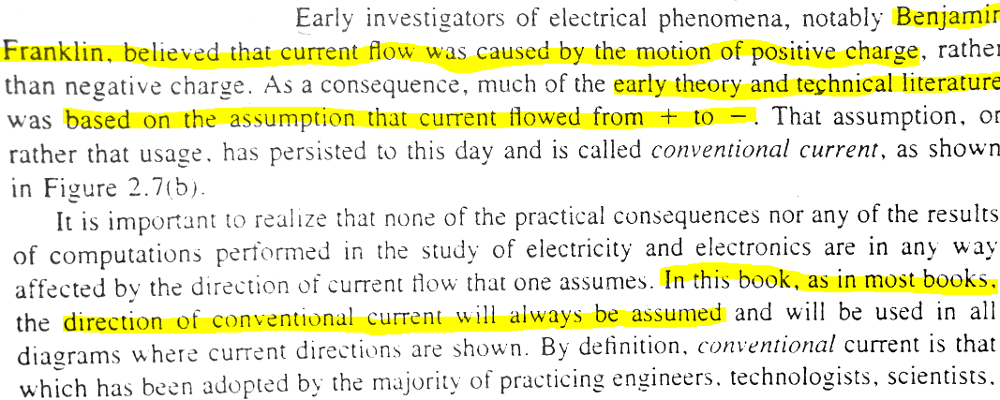 Early investigators of electrical phenomena, notably Benjamin
Franklin, believed that current flow was caused by the motion of positive charge, rather
than negative charge. As a consequence, much of the early theory and technical literature
was based on the assumption that current flowed from + to −. That assumption, or
rather that usage, has persisted to this day and is called conventional current, as shown
in Figure 2.7(b).
It is important to realize that none of the practical consequences nor any of the results
of computations performed in the study of electricity and electronics are in any way
affected by the direction of current flow that one assumes. In this book, as in most books,
the direction of conventional current will always be assumed and will be used in all
diagrams where current directions are shown. By definition, conventional current is that
which has been adopted by the majority of practicing engineers, technologists, scientists,